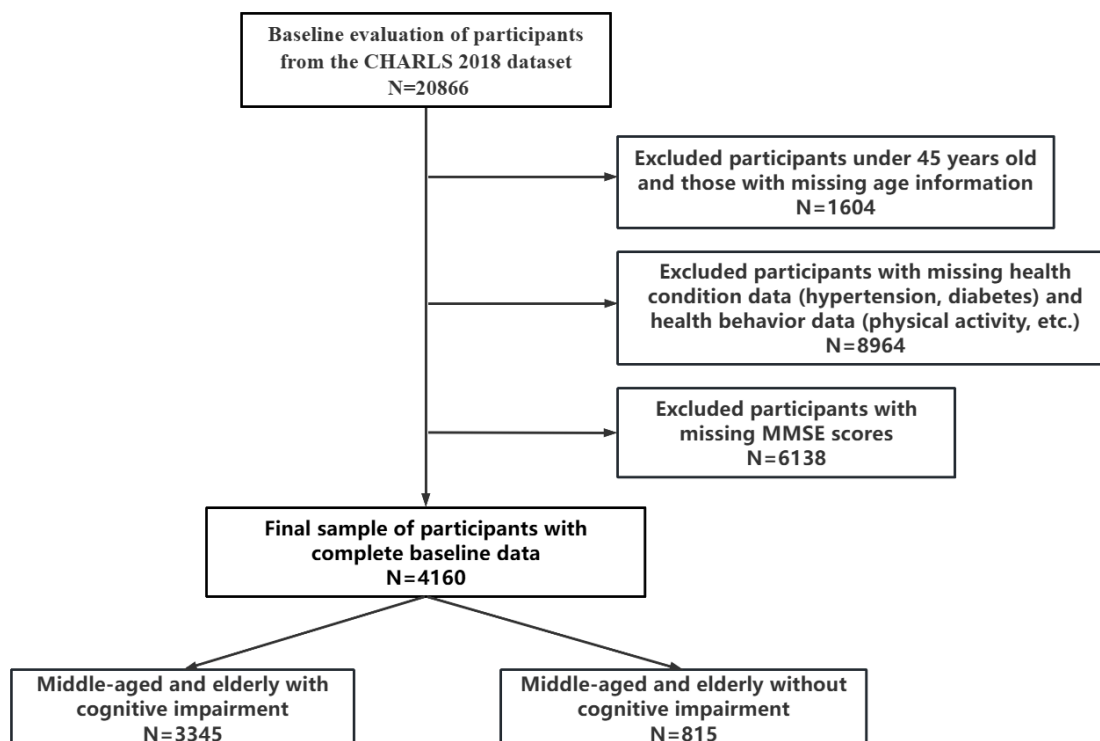 Baseline evaluation of participants
from the CHARLS 2018 dataset
N=20866
Excluded participants under 45 years old
and those with missing age information
N=1604
Excluded participants with missing health
condition data (hypertension, diabetes) and
health behavior data (physical activity, etc.)
N=8964
Excluded participants with
missing MMSE scores
N=6138
Final sample of participants with
complete baseline data
N=4160
Middle-aged and elderly with
cognitive impairment
N=3345
Middle-aged and elderly without
cognitive impairment
N=815